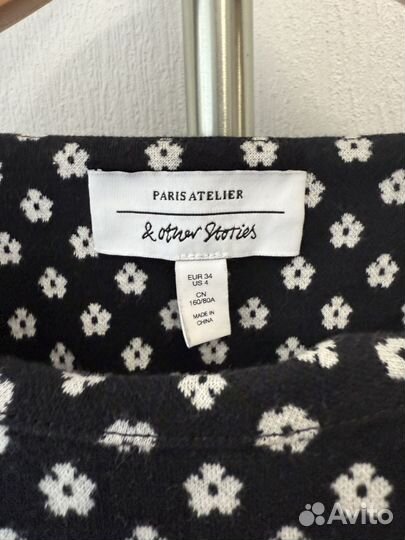 PARIS ATELIER
& other Stories
EUR 34
US 4
CN
160/80A
MADE IN
CHINA
Avito